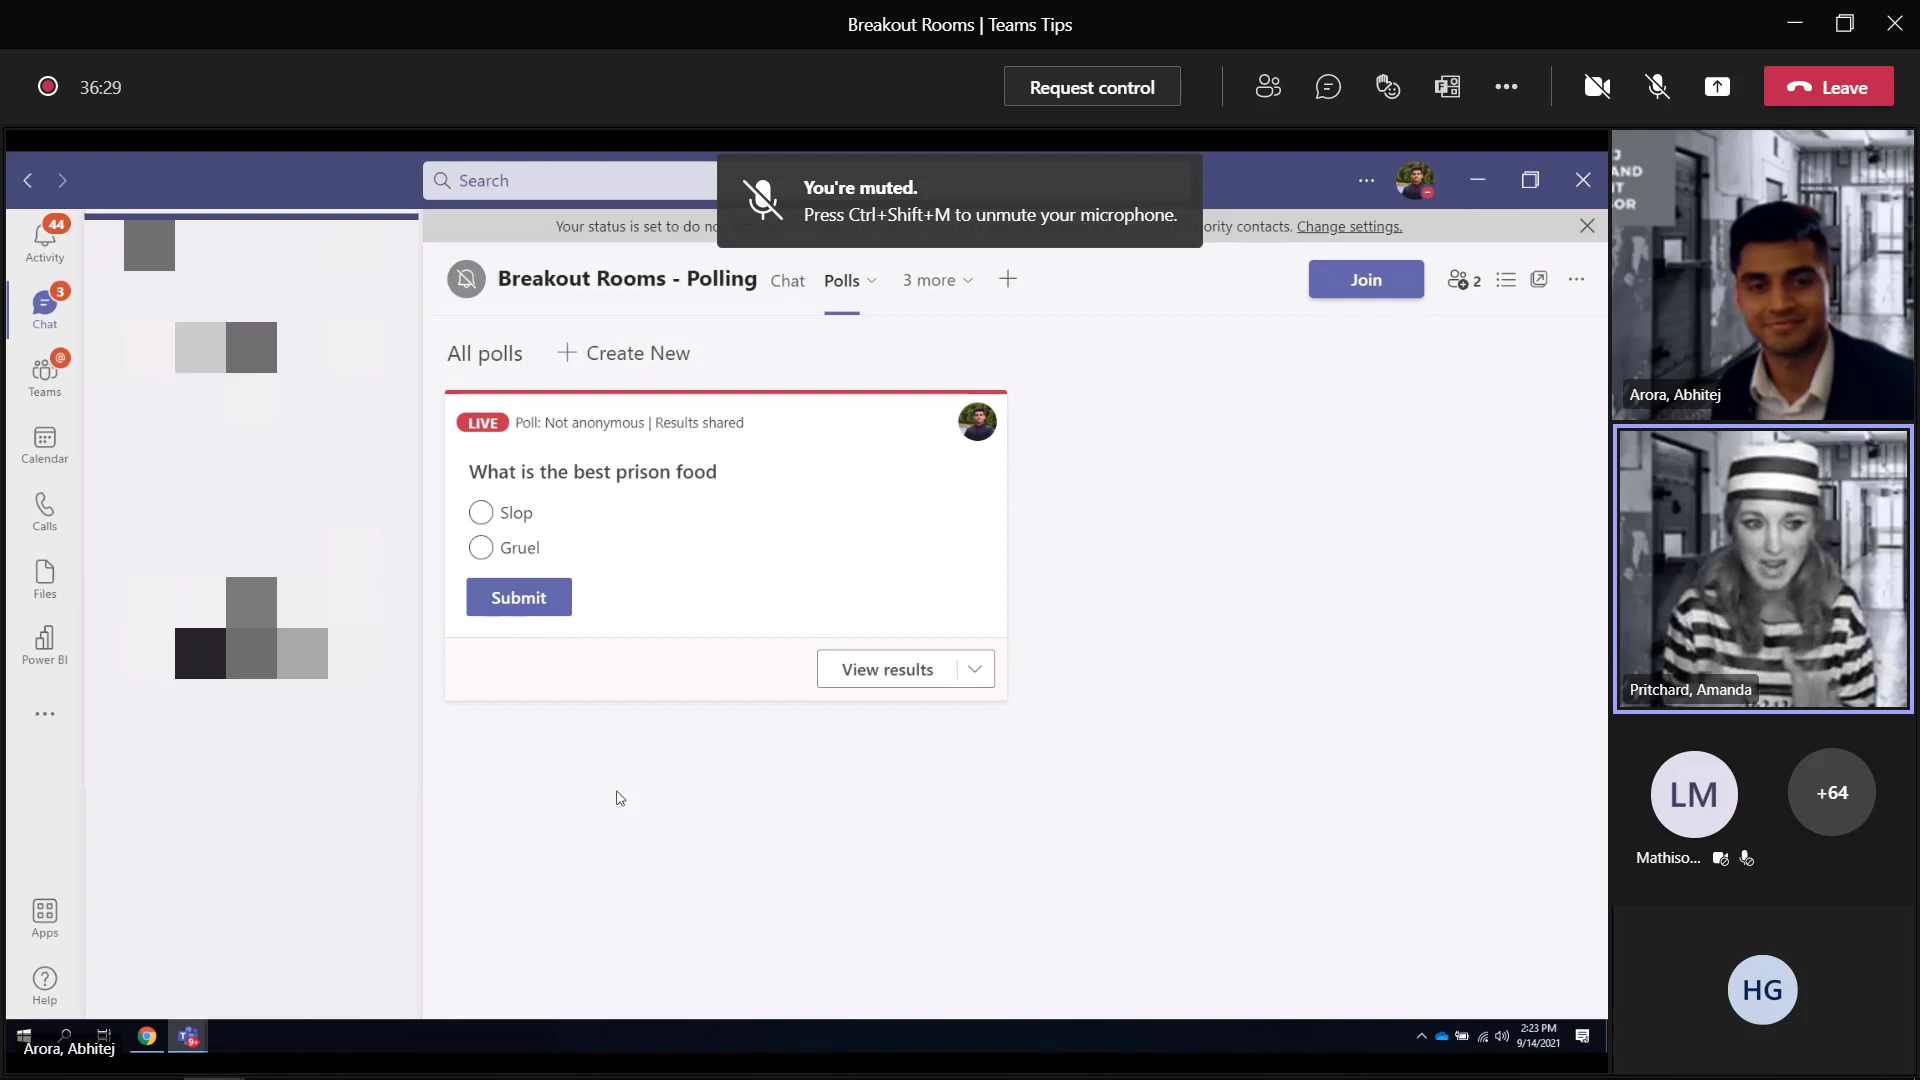 Breakout Rooms | Teams Tips
36:29
Request control
Leave
Search
You're muted.
Press Ctrl+Shift+M to unmute your microphone.
44
Activity
Your status is set to do no
ority contacts. Change settings.
3
Chat
Breakout Rooms - Polling
Chat
Polls
3 more
Join
2
@
Teams
All polls
Create New
Calendar
LIVE
Poll: Not anonymous | Results shared
What is the best prison food
Slop
Gruel
Submit
View results
Calls
Files
Power BI
Apps
Help
J
AND
T
SOR
Arora, Abhitej
Pritchard, Amanda
LM
+64
Mathiso...
HG
9+
Arora, Abhitej
2:23 PM
9/14/2021